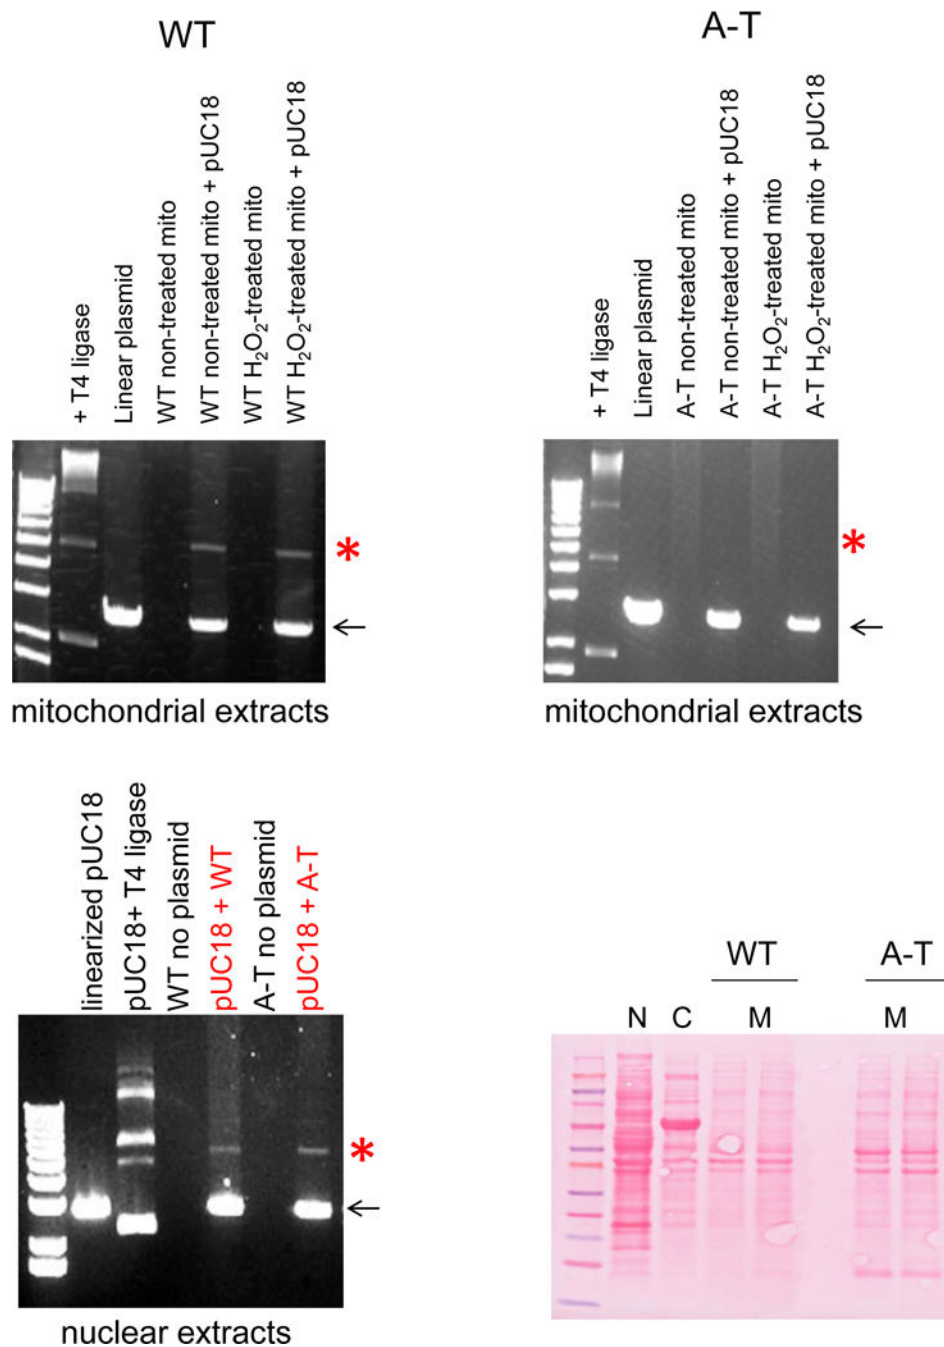 WT
+ T4 ligase
Linear plasmid
WT non-treated mito
WT non-treated mito + pUC18
WT H₂O₂-treated mito
WT H₂O₂-treated mito + pUC18
*
←
mitochondrial extracts
A-T
+ T4 ligase
Linear plasmid
A-T non-treated mito
A-T non-treated mito + pUC18
A-T H₂O₂-treated mito
A-T H₂O₂-treated mito + pUC18
*
←
mitochondrial extracts
linearized pUC18
pUC18+ T4 ligase
WT no plasmid
pUC18 + WT
A-T no plasmid
pUC18 + A-T
*
←
nuclear extracts
WT A-T
N C M M